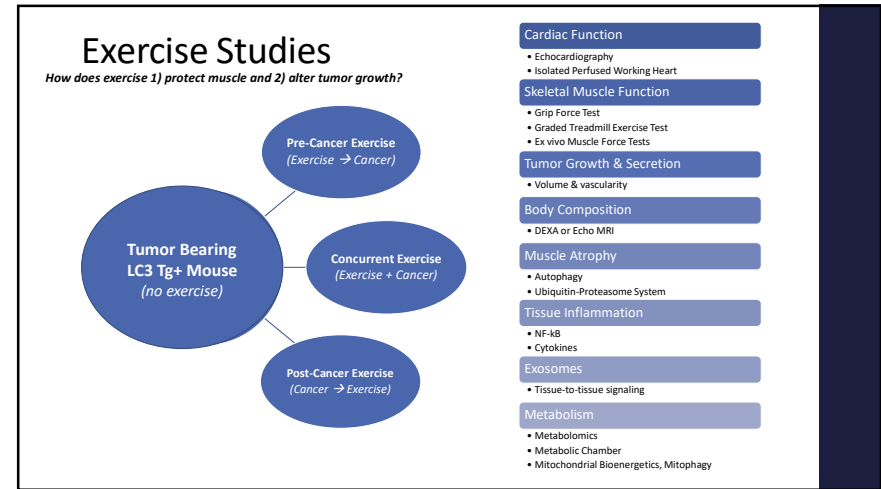 Exercise Studies
How does exercise 1) protect muscle and 2) alter tumor growth?
Tumor Bearing
LC3 Tg+ Mouse
(no exercise)
Pre-Cancer Exercise
(Exercise → Cancer)
Concurrent Exercise
(Exercise + Cancer)
Post-Cancer Exercise
(Cancer → Exercise)
Cardiac Function
• Echocardiography
• Isolated Perfused Working Heart
Skeletal Muscle Function
• Grip Force Test
• Graded Treadmill Exercise Test
• Ex vivo Muscle Force Tests
Tumor Growth & Secretion
• Volume & vascularity
Body Composition
• DEXA or Echo MRI
Muscle Atrophy
• Autophagy
• Ubiquitin-Proteasome System
Tissue Inflammation
• NF-kB
• Cytokines
Exosomes
• Tissue-to-tissue signaling
Metabolism
• Metabolomics
• Metabolic Chamber
• Mitochondrial Bioenergetics, Mitophagy